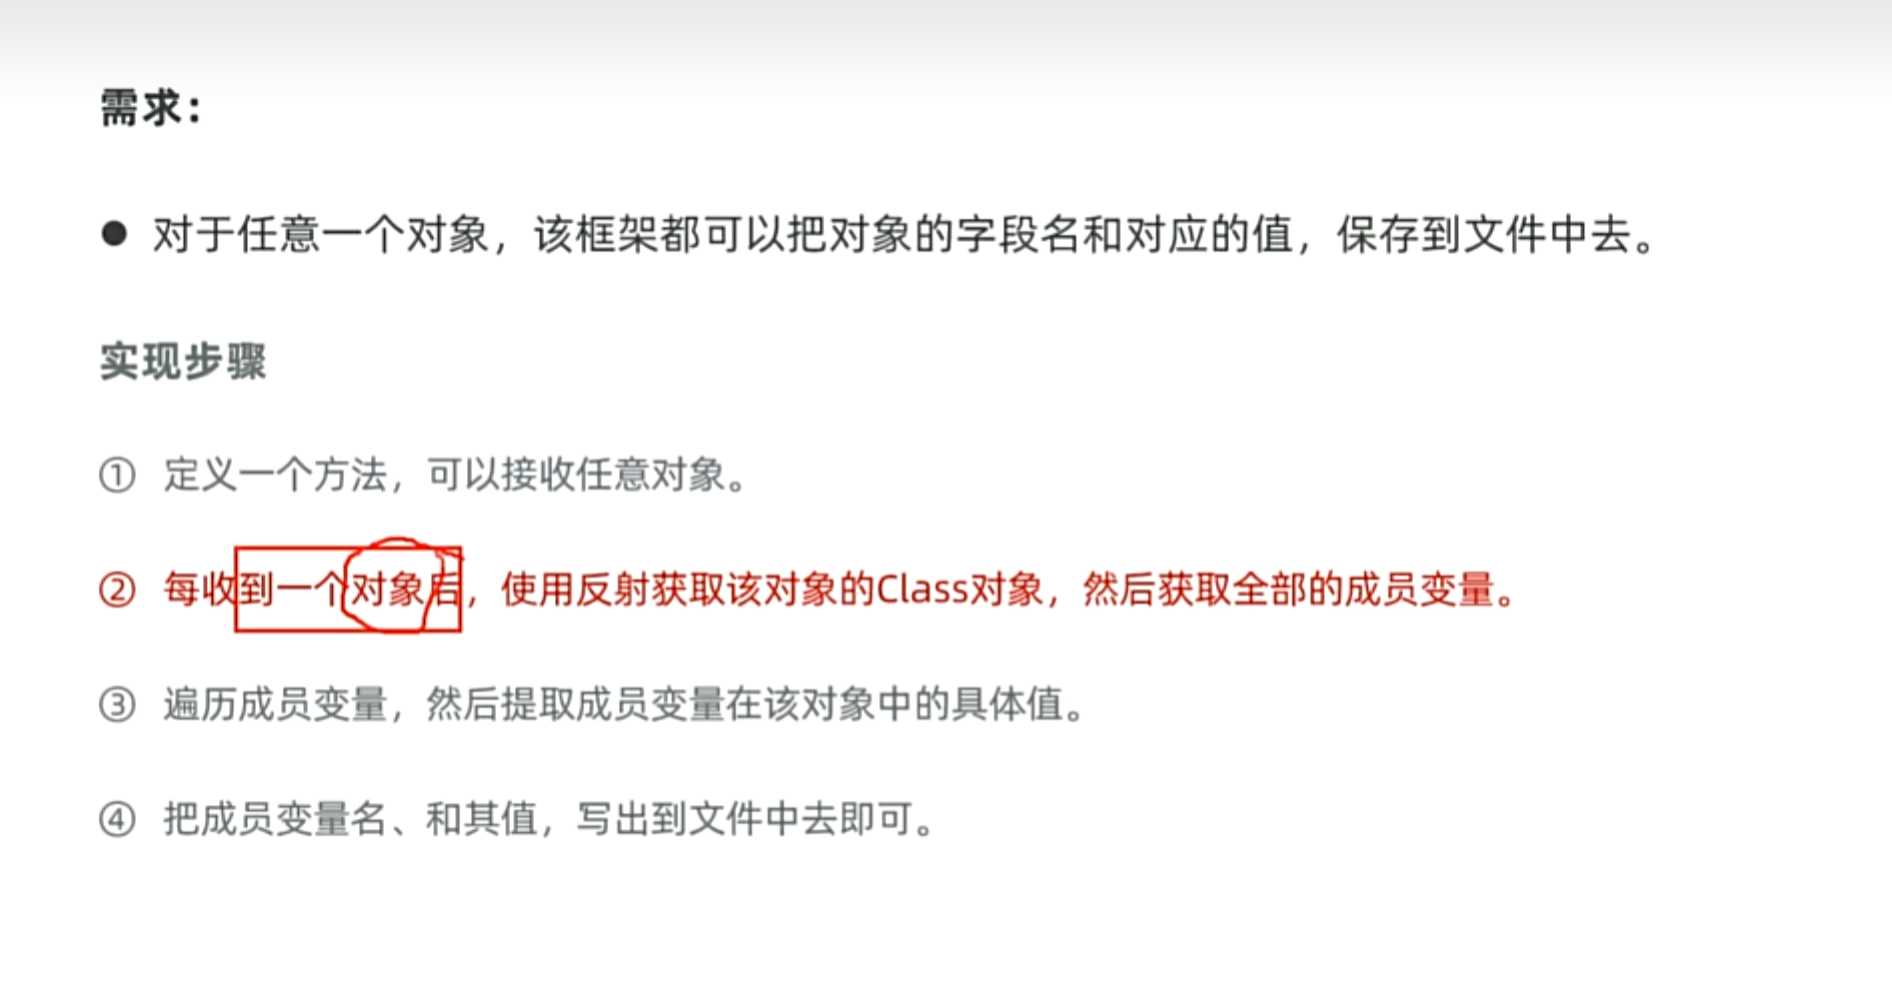 需求：
● 对于任意一个对象，该框架都可以把对象的字段名和对应的值，保存到文件中去。
实现步骤
① 定义一个方法，可以接收任意对象。
② 每收到一个对象后，使用反射获取该对象的Class对象，然后获取全部的成员变量。
③ 遍历成员变量，然后提取成员变量在该对象中的具体值。
④ 把成员变量名、和其值，写出到文件中去即可。